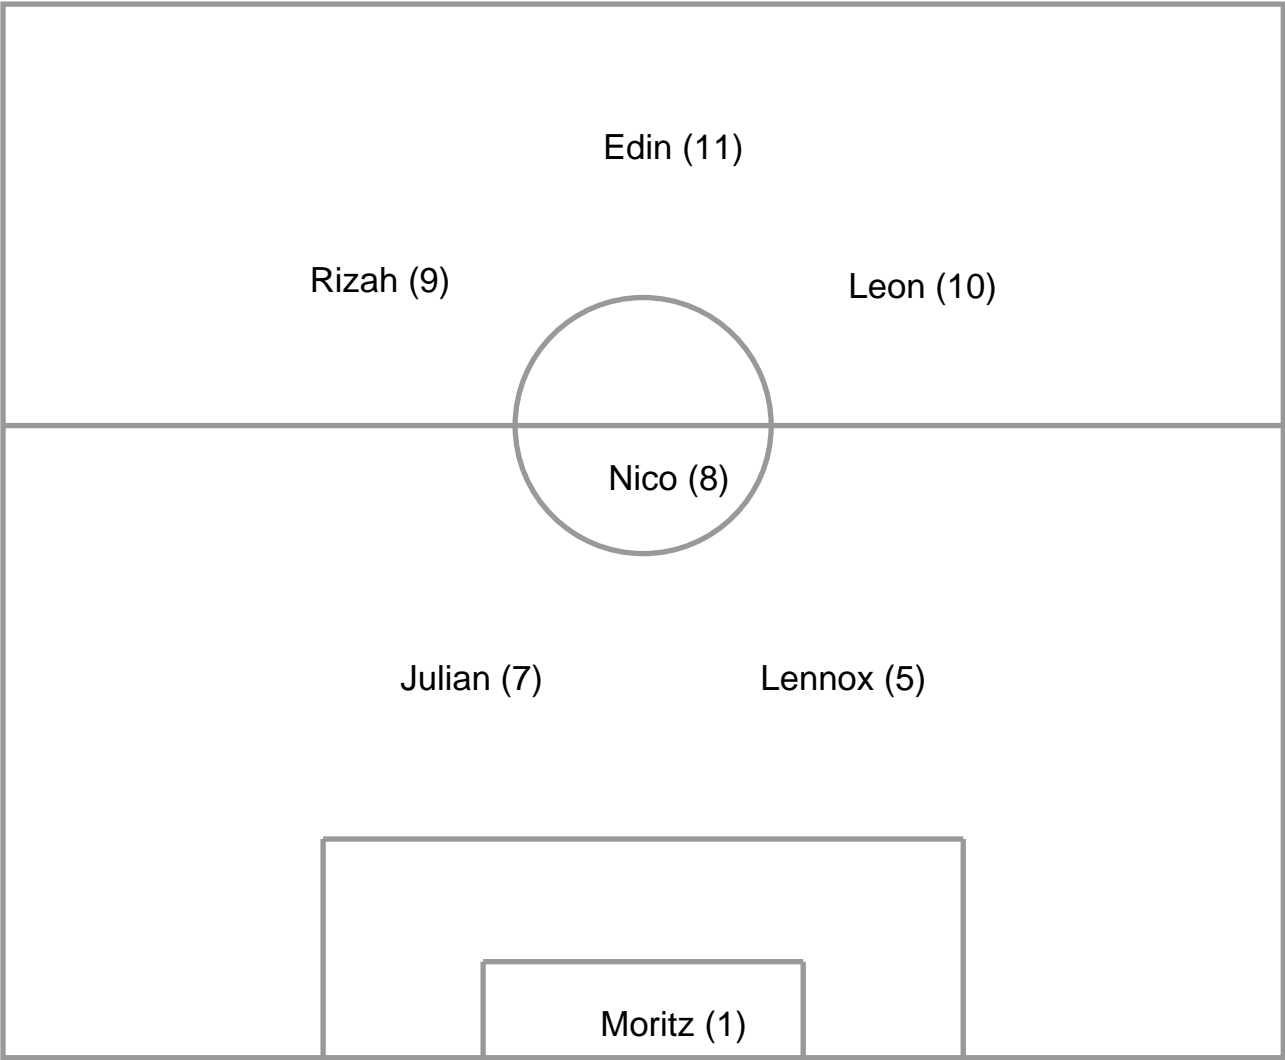 Edin (11)
Rizah (9)
Leon (10)
Nico (8)
Julian (7)
Lennox (5)
Moritz (1)